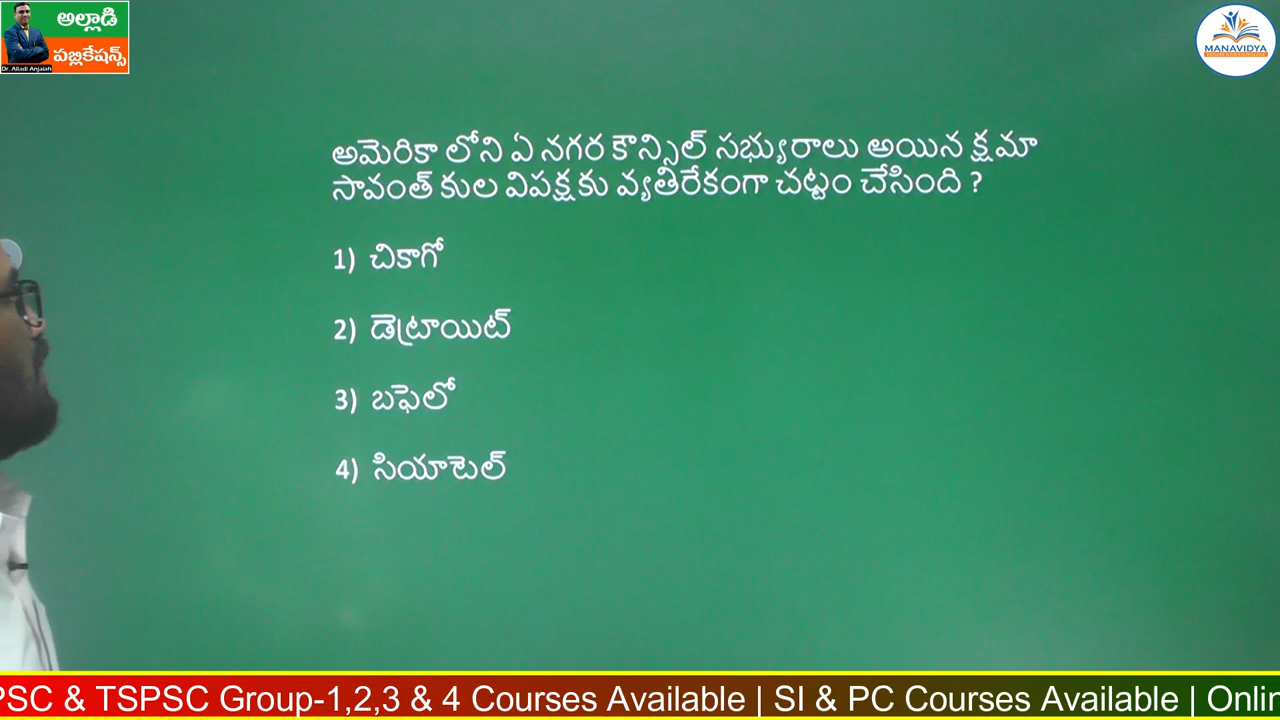 అల్లాడి
పబ్లికేషన్స్
Dr. Alladi Anjaiah
MANAVIDYA
అమెరికా లోని ఏ నగర కౌన్సిల్ సభ్యురాలు అయిన క్షమా
సావంత్ కుల విపక్షకు వ్యతిరేకంగా చట్టం చేసింది ?
1) చికాగో
2) డెట్రాయిట్
3) బఫెలో
4) సియాటెల్
PSC & TSPSC Group-1,2,3 & 4 Courses Available | SI & PC Courses Available | Onlin